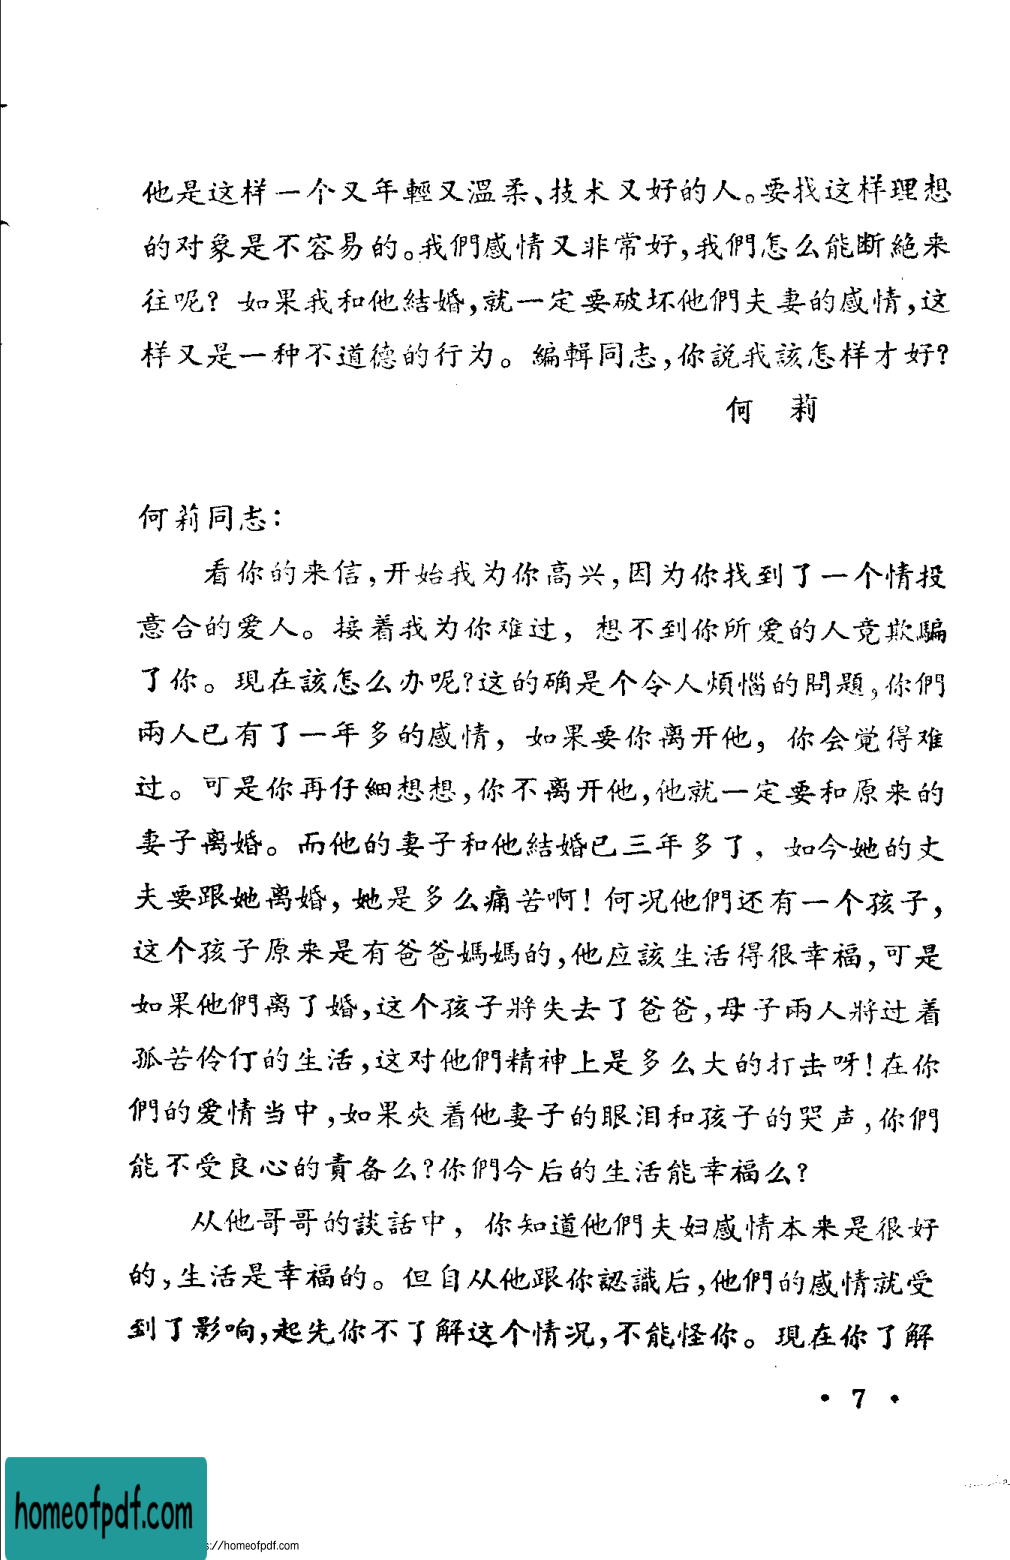 他是这样一个又年輕又溫柔、技术又好的人。要找这样理想
的对象是不容易的。我們感情又非常好,我們怎么能断絕来
往呢? 如果我和他結婚,就一定要破坏他們夫妻的感情,这
样又是一种不道德的行为。編輯同志,你說我該怎样才好?
何 莉
何莉同志:
看你的来信,开始我为你高兴,因为你找到了一个情投
意合的爱人。接着我为你难过, 想不到你所爱的人竟欺騙
了你。現在該怎么办呢?这的确是个令人煩惱的問題,你們
兩人已有了一年多的感情, 如果要你离开他, 你会觉得难
过。可是你再仔細想想,你不离开他,他就一定要和原来的
妻子离婚。而他的妻子和他結婚已三年多了, 如今她的丈
夫要跟她离婚, 她是多么痛苦啊! 何况他們还有一个孩子,
这个孩子原来是有爸爸媽媽的,他应該生活得很幸福,可是
如果他們离了婚,这个孩子將失去了爸爸,母子兩人將过着
孤苦伶仃的生活,这对他們精神上是多么大的打击呀!在你
們的爱情当中,如果夾着他妻子的眼泪和孩子的哭声,你們
能不受良心的責备么?你們今后的生活能幸福么?
从他哥哥的談話中, 你知道他們夫妇感情本来是很好
的,生活是幸福的。但自从他跟你認識后,他們的感情就受
到了影响,起先你不了解这个情况,不能怪你。現在你了解
• 7 •
homeofpdf.com
s://homeofpdf.com